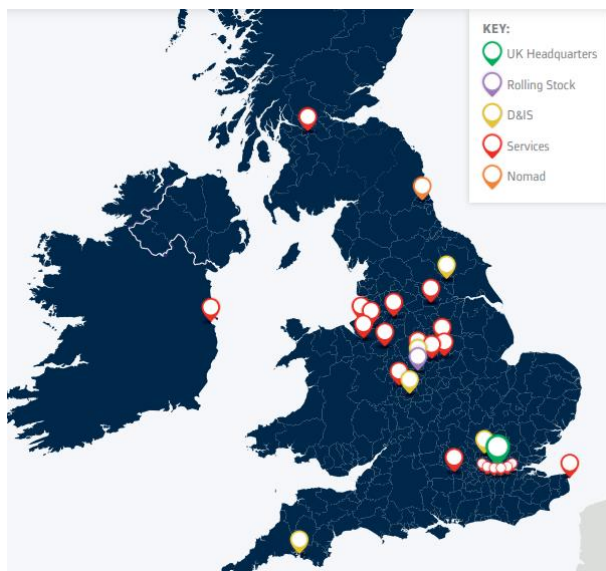 KEY:
UK Headquarters
Rolling Stock
D&IS
Services
Nomad